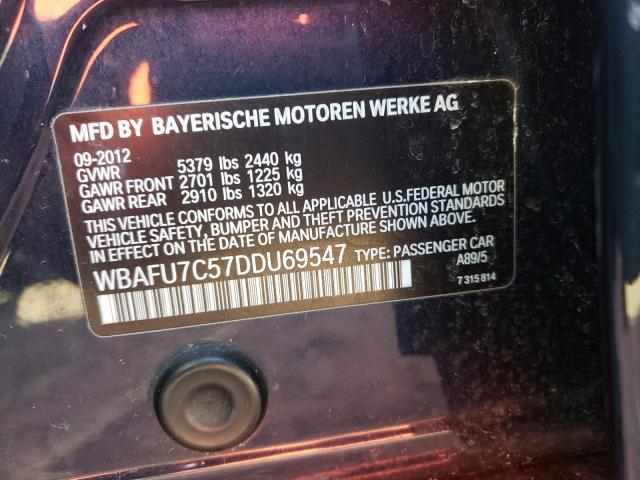 MFD BY BAYERISCHE MOTOREN WERKE AG
09-2012
GVWR 5379 lbs 2440 kg
GAWR FRONT 2701 lbs 1225 kg
GAWR REAR 2910 lbs 1320 kg
THIS VEHICLE CONFORMS TO ALL APPLICABLE U.S.FEDERAL MOTOR
VEHICLE SAFETY, BUMPER AND THEFT PREVENTION STANDARDS
IN EFFECT ON THE DATE OF MANUFACTURE SHOWN ABOVE.
WBAFU7C57DDU69547 TYPE: PASSENGER CAR
A89/5
7 315 814